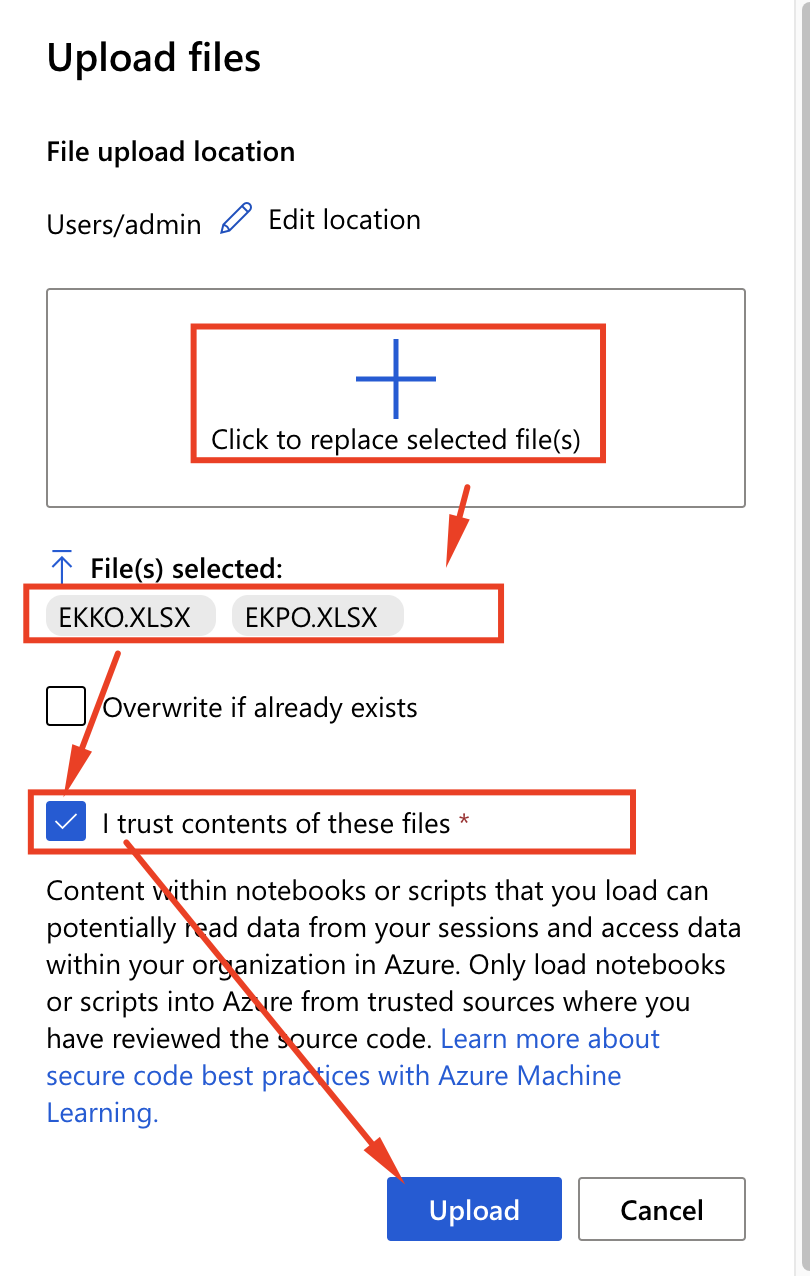 Upload files
File upload location
Users/admin Edit location
Click to replace selected file(s)
File(s) selected:
EKKO.XLSX EKPO.XLSX
Overwrite if already exists
I trust contents of these files *
Content within notebooks or scripts that you load can
potentially read data from your sessions and access data
within your organization in Azure. Only load notebooks
or scripts into Azure from trusted sources where you
have reviewed the source code. Learn more about
secure code best practices with Azure Machine
Learning.
Upload Cancel